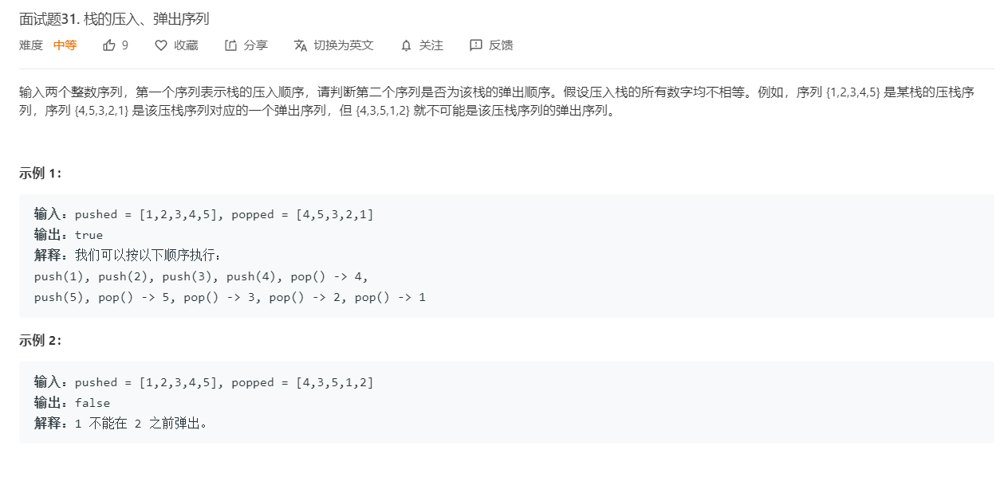 面试题31. 栈的压入、弹出序列
难度 中等 9 收藏 分享 切换为英文 关注 反馈
输入两个整数序列，第一个序列表示栈的压入顺序，请判断第二个序列是否为该栈的弹出顺序。假设压入栈的所有数字均不相等。例如，序列 {1,2,3,4,5} 是某栈的压栈序
列，序列 {4,5,3,2,1} 是该压栈序列对应的一个弹出序列，但 {4,3,5,1,2} 就不可能是该压栈序列的弹出序列。
示例 1：
输入：pushed = [1,2,3,4,5], popped = [4,5,3,2,1]
输出：true
解释：我们可以按以下顺序执行：
push(1), push(2), push(3), push(4), pop() -> 4,
push(5), pop() -> 5, pop() -> 3, pop() -> 2, pop() -> 1
示例 2：
输入：pushed = [1,2,3,4,5], popped = [4,3,5,1,2]
输出：false
解释：1 不能在 2 之前弹出。